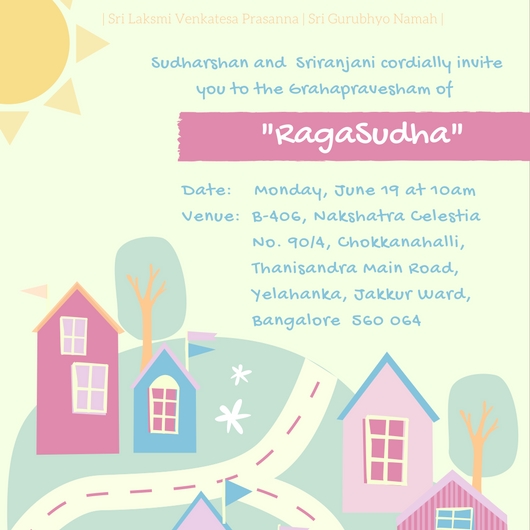 | Sri Laksmi Venkatesa Prasanna | Sri Gurubhyo Namah |
Sudharshan and Sriranjani cordially invite
you to the Grahapravesham of
"RagaSudha"
Date: Monday, June 19 at 10am
Venue: B-406, Nakshatra Celestia
No. 90/4, Chokkanahalli,
Thanisandra Main Road,
Yelahanka, Jakkur Ward,
Bangalore 560 064